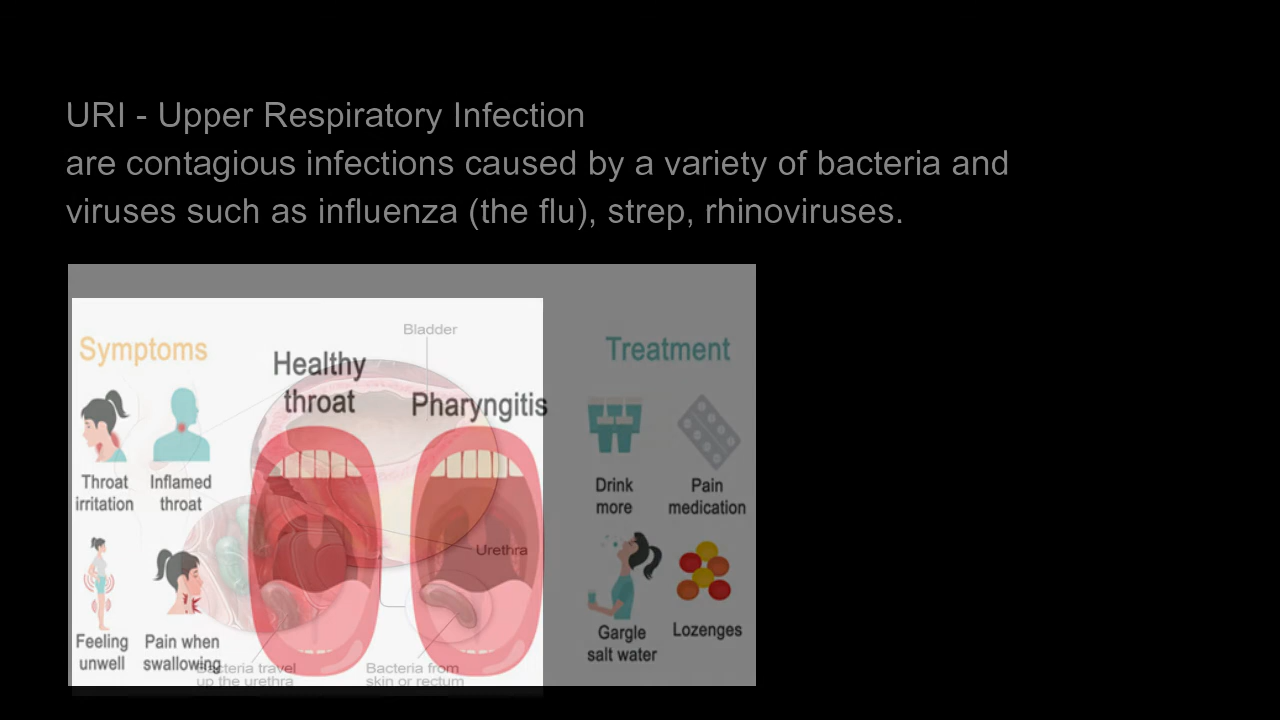 URI - Upper Respiratory Infection
are contagious infections caused by a variety of bacteria and
viruses such as influenza (the flu), strep, rhinoviruses.
Bladder
Symptoms
Healthy
throat
Pharyngitis
Treatment
Throat
irritation
Inflamed
throat
Drink
more
Pain
medication
Urethra
Feeling
unwell
Pain when
swallowing
Gargle
salt water
Lozenges
Bacteria travel
up the urethra
Bacteria from
skin or rectum